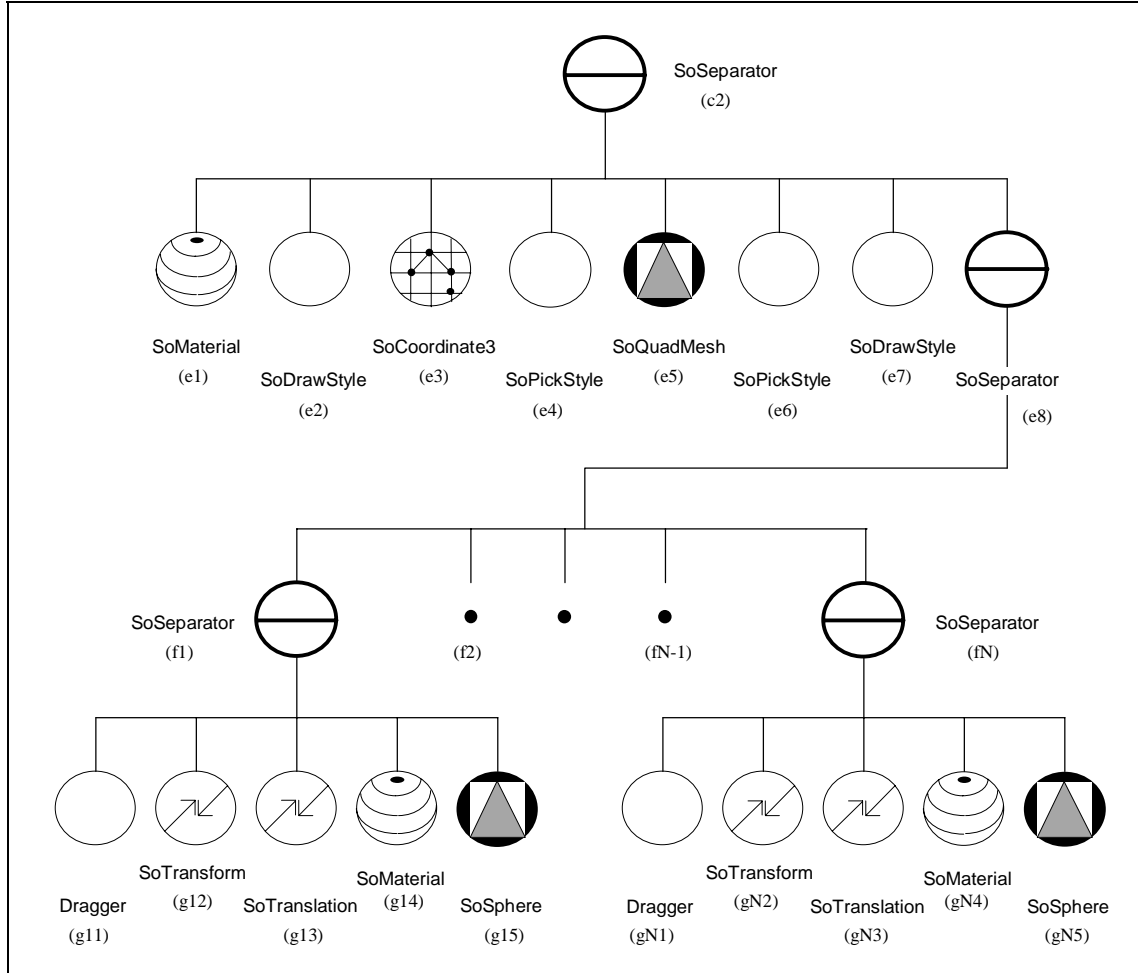 SoSeparator
(c2)
SoMaterial
(e1)
SoDrawStyle
(e2)
SoCoordinate3
(e3)
SoPickStyle
(e4)
SoQuadMesh
(e5)
SoPickStyle
(e6)
SoDrawStyle
(e7)
SoSeparator
(e8)
SoSeparator
(f1)
(f2)
(fN-1)
SoSeparator
(fN)
Dragger
(g11)
SoTransform
(g12)
SoTranslation
(g13)
SoMaterial
(g14)
SoSphere
(g15)
Dragger
(gN1)
SoTransform
(gN2)
SoTranslation
(gN3)
SoMaterial
(gN4)
SoSphere
(gN5)